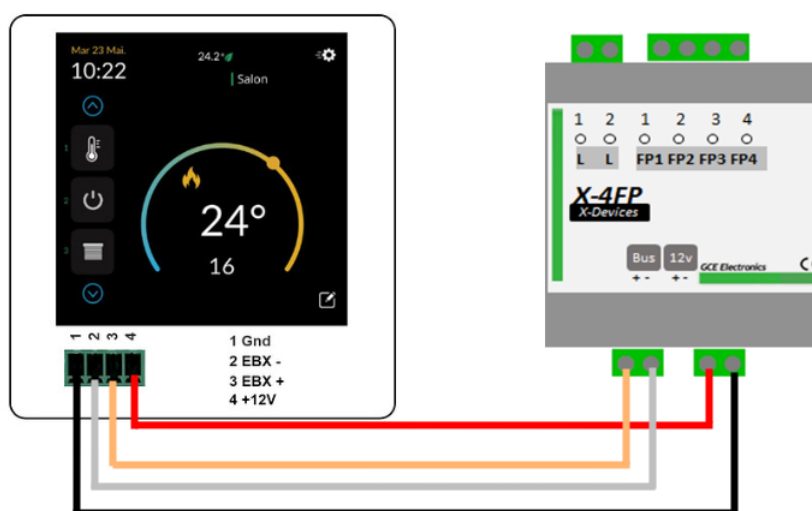 Mar 23 Mai.
10:22
24.2°
Salon
1
2
3
24°
16
1 2 3 4
1 Gnd
2 EBX -
3 EBX +
4 +12V
1 2 1 2 3 4
L L FP1 FP2 FP3 FP4
X-4FP
X-Devices
Bus 12v
+ - + -
GCE Electronics
C